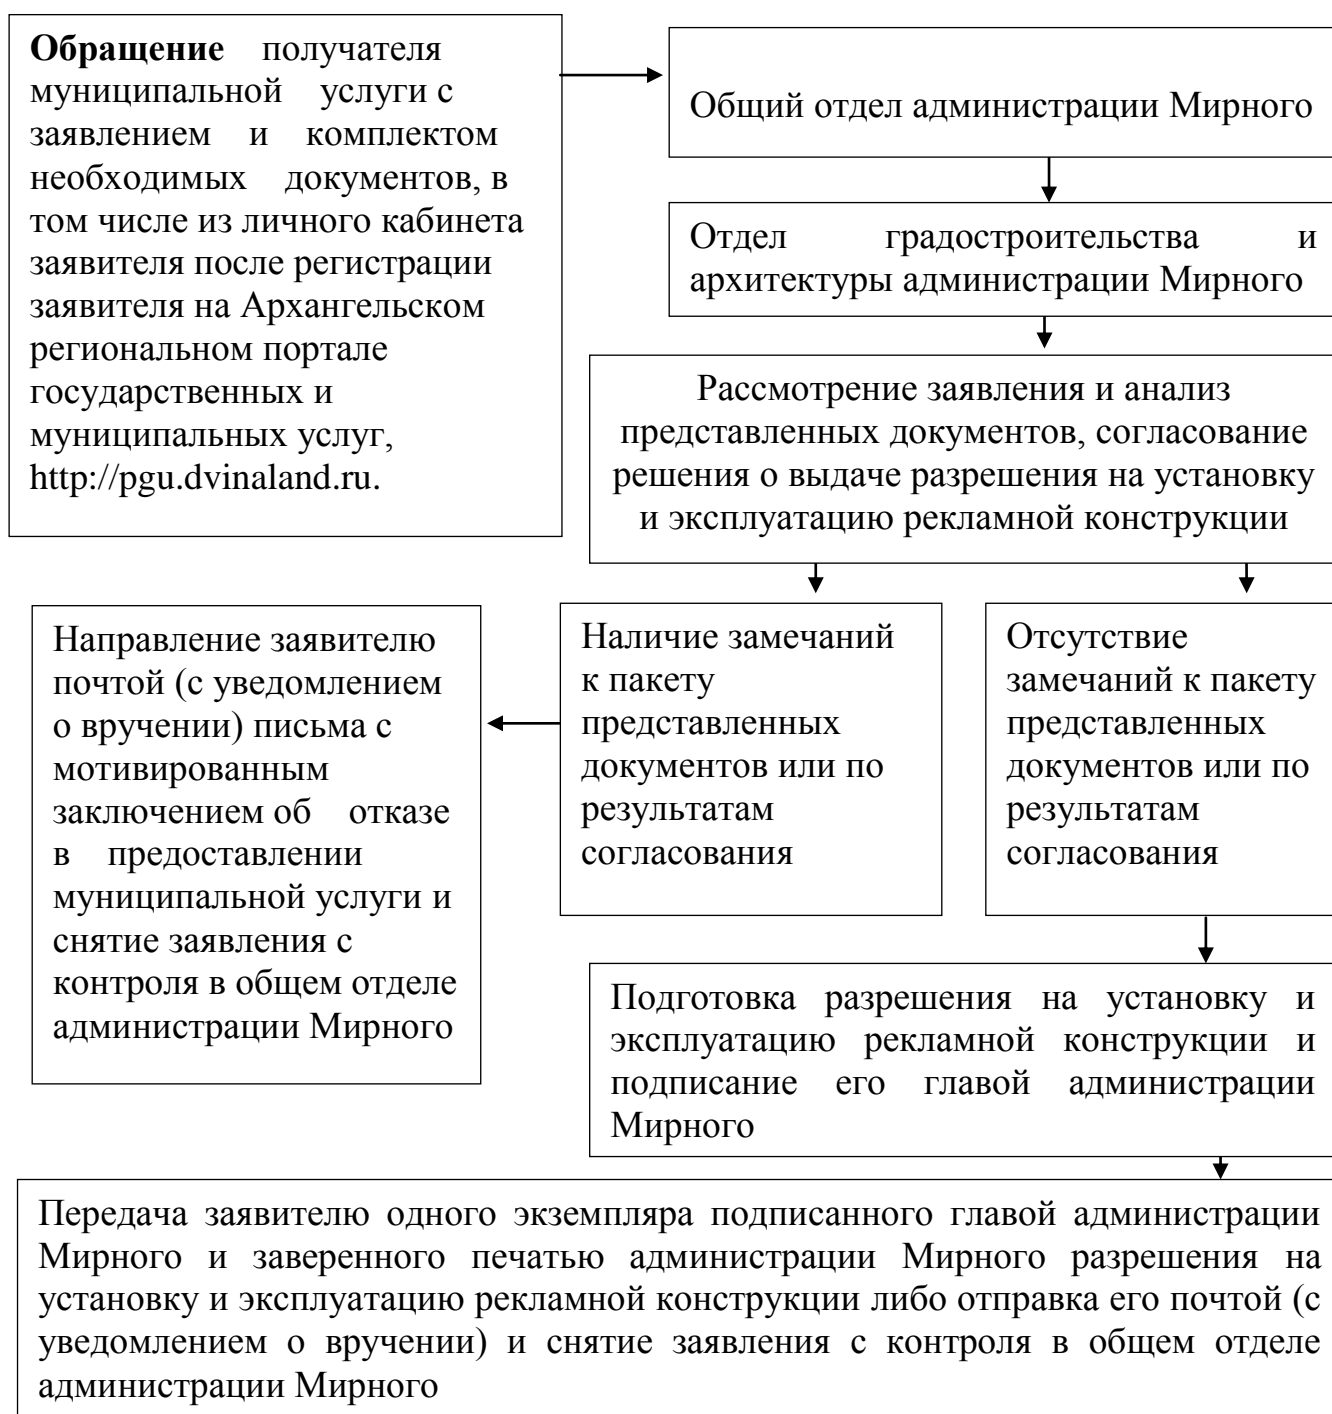 Обращение получателя
муниципальной услуги с
заявлением и комплектом
необходимых документов, в
том числе из личного кабинета
заявителя после регистрации
заявителя на Архангельском
региональном портале
государственных и
муниципальных услуг,
http://pgu.dvinaland.ru.
Общий отдел администрации Мирного
Отдел градостроительства и
архитектуры администрации Мирного
Рассмотрение заявления и анализ
представленных документов, согласование
решения о выдаче разрешения на установку
и эксплуатацию рекламной конструкции
Направление заявителю
почтой (с уведомлением
о вручении) письма с
мотивированным
заключением об отказе
в предоставлении
муниципальной услуги и
снятие заявления с
контроля в общем отделе
администрации Мирного
Наличие замечаний
к пакету
представленных
документов или по
результатам
согласования
Отсутствие
замечаний к пакету
представленных
документов или по
результатам
согласования
Подготовка разрешения на установку и
эксплуатацию рекламной конструкции и
подписание его главой администрации
Мирного
Передача заявителю одного экземпляра подписанного главой администрации
Мирного и заверенного печатью администрации Мирного разрешения на
установку и эксплуатацию рекламной конструкции либо отправка его почтой (с
уведомлением о вручении) и снятие заявления с контроля в общем отделе
администрации Мирного